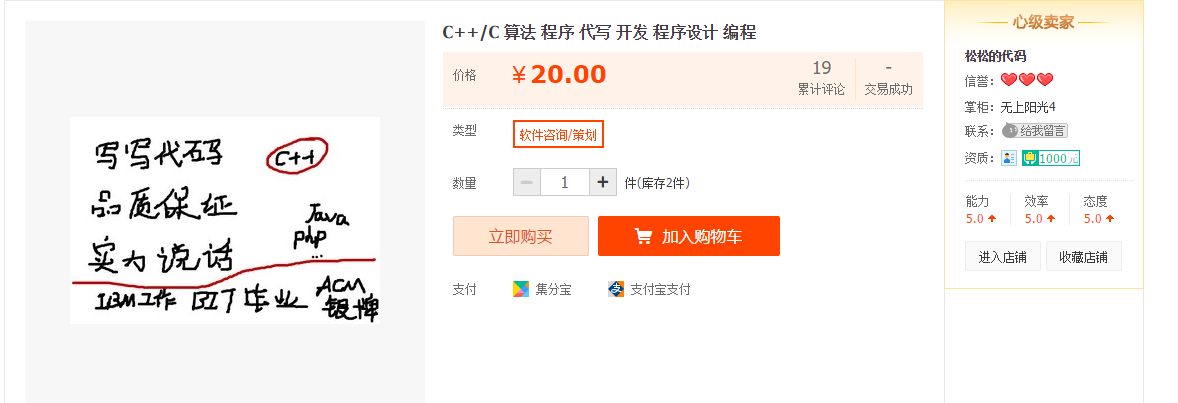 C++/C 算法 程序 代写 开发 程序设计 编程
写写代码 C++
品质保证
Java
php
...
实力说话
IBM工作 BIT毕业 ACM
银牌
价格 ¥20.00
19 累计评论
- 交易成功
类型 软件咨询/策划
数量 − 1 + 件(库存2件)
立即购买 加入购物车
支付 集分宝 支付宝支付
心级卖家
松松的代码
信誉：
掌柜：无上阳光4
联系：给我留言
资质：1000元
能力 效率 态度
5.0 5.0 5.0
进入店铺 收藏店铺